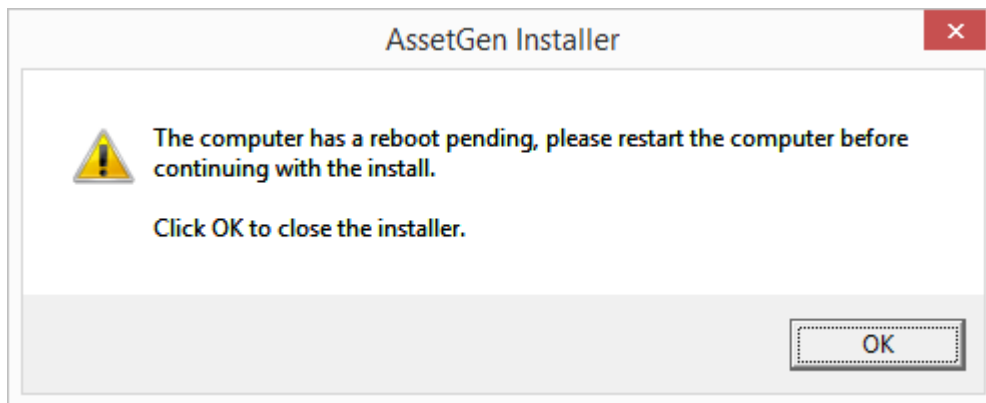 AssetGen Installer
The computer has a reboot pending, please restart the computer before
continuing with the install.
Click OK to close the installer.
OK